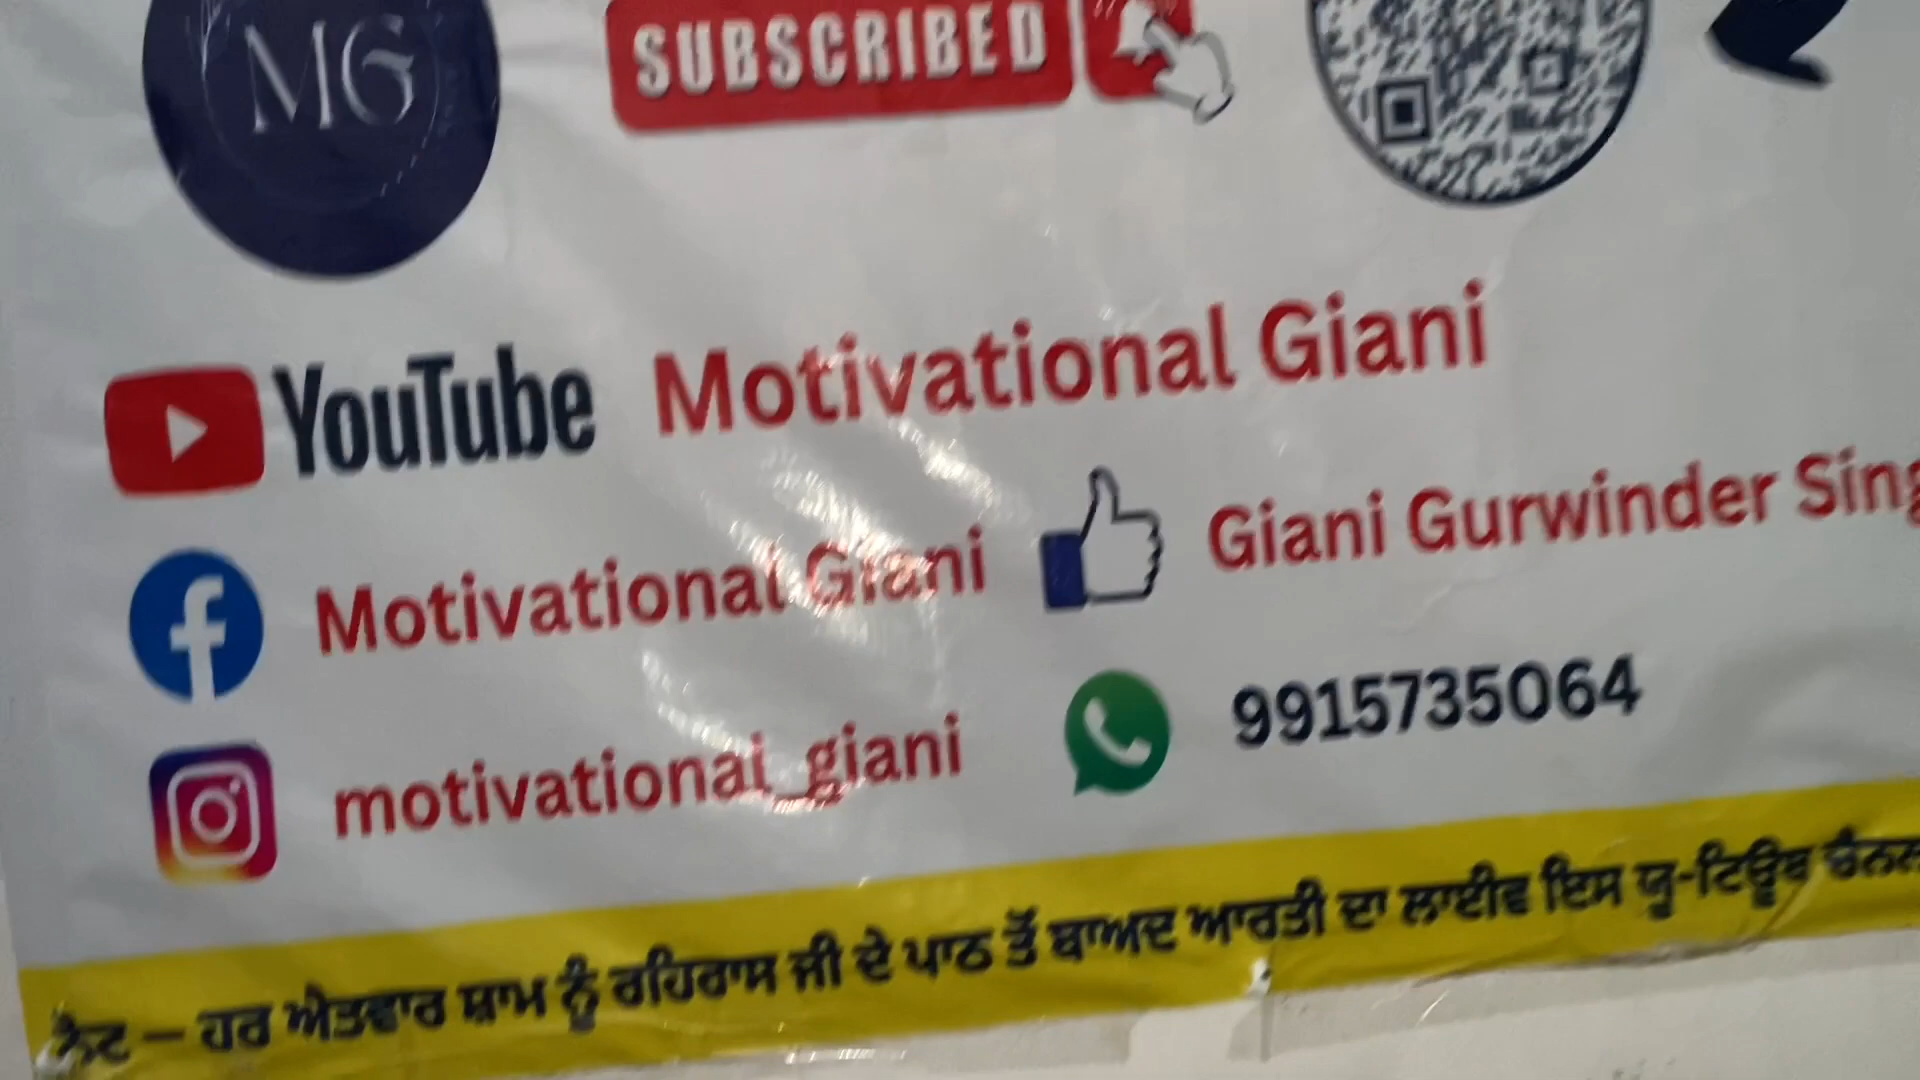 MG
SUBSCRIBED
YouTube Motivational Giani
Motivational Giani
Giani Gurwinder
motivational_giani
9915735064
ਨੋਟ – ਹਰ ਐਤਵਾਰ ਸ਼ਾਮ ਨੂੰ ਰਹਿਰਾਸ ਜੀ ਦੇ ਪਾਠ ਤੋਂ ਬਾਅਦ ਆਰਤੀ ਦਾ ਲਾਈਵ ਇਸ ਯੂ-ਟਿਊਬ